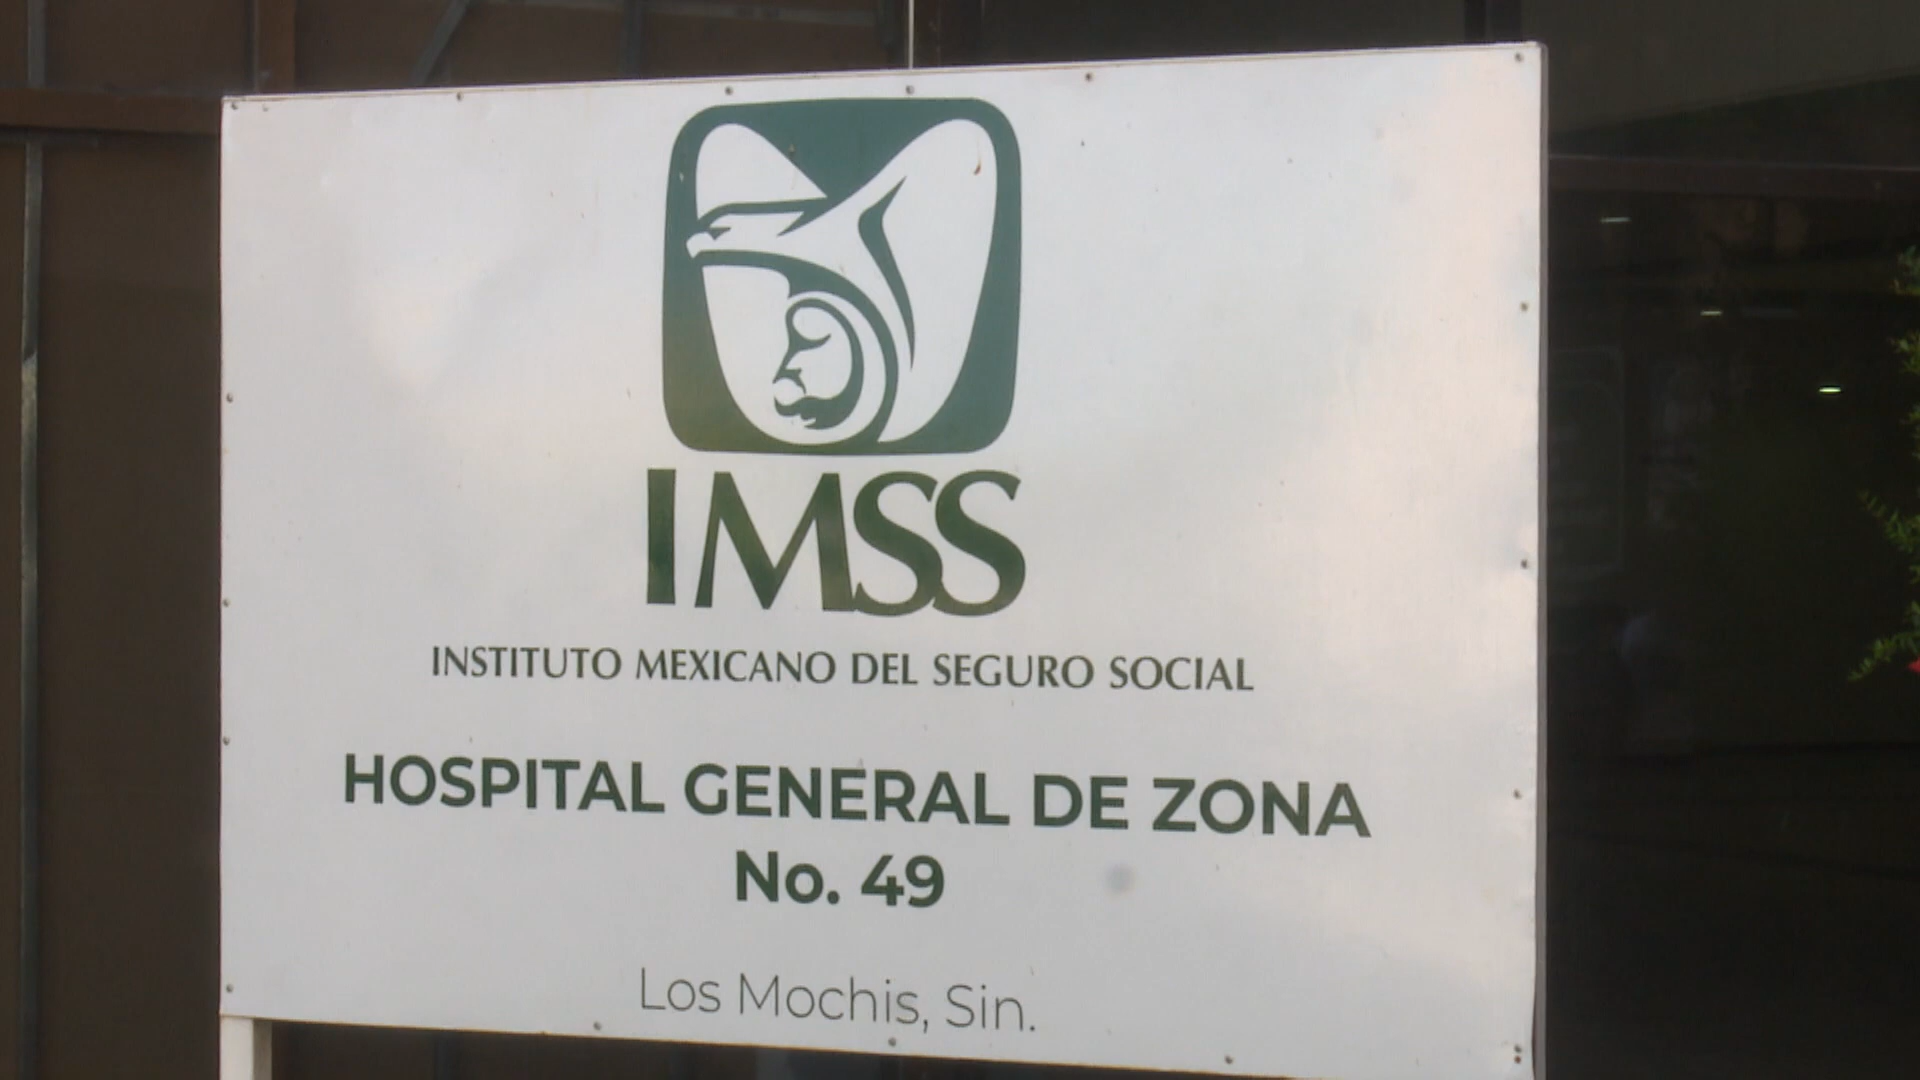 IMSS
INSTITUTO MEXICANO DEL SEGURO SOCIAL
HOSPITAL GENERAL DE ZONA
No. 49
Los Mochis, Sin.